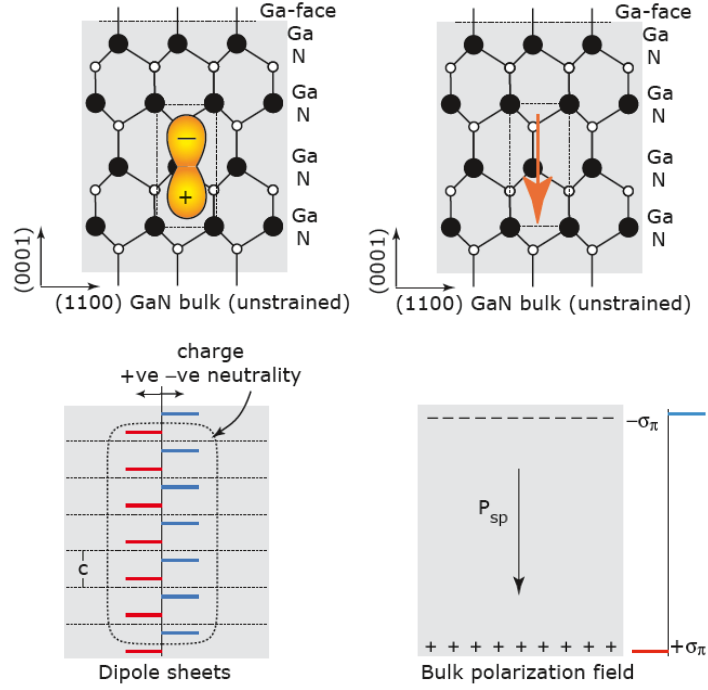 Ga-face
Ga
N
Ga
N
Ga
N
Ga
N
−
+
(0001)
(1100) GaN bulk (unstrained)
Ga-face
Ga
N
Ga
N
Ga
N
Ga
N
(0001)
(1100) GaN bulk (unstrained)
charge
+ve −ve neutrality
c
Dipole sheets
− − − − − − − − − −
−σπ
Psp
+ + + + + + + + +
+σπ
Bulk polarization field